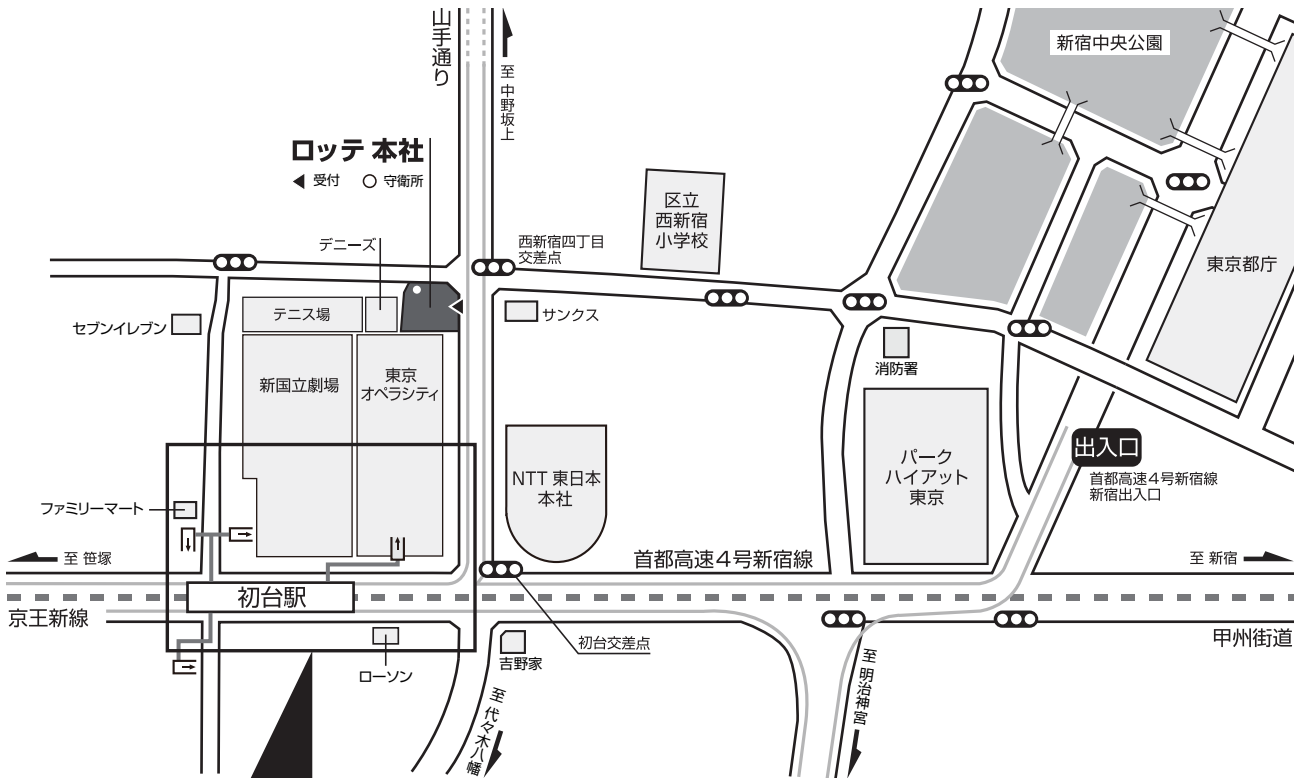 山手通り
至 中野坂上
新宿中央公園
ロッテ 本社
受付
守衛所
区立
西新宿
小学校
デニーズ
西新宿四丁目
交差点
東京都庁
テニス場
サンクス
セブンイレブン
消防署
新国立劇場
東京
オペラシティ
出入口
首都高速4号新宿線
新宿出入口
NTT 東日本
本社
パーク
ハイアット
東京
ファミリーマート
至 笹塚
首都高速4号新宿線
至 新宿
初台駅
京王新線
甲州街道
初台交差点
吉野家
ローソン
至 代々木八幡
至 明治神宮